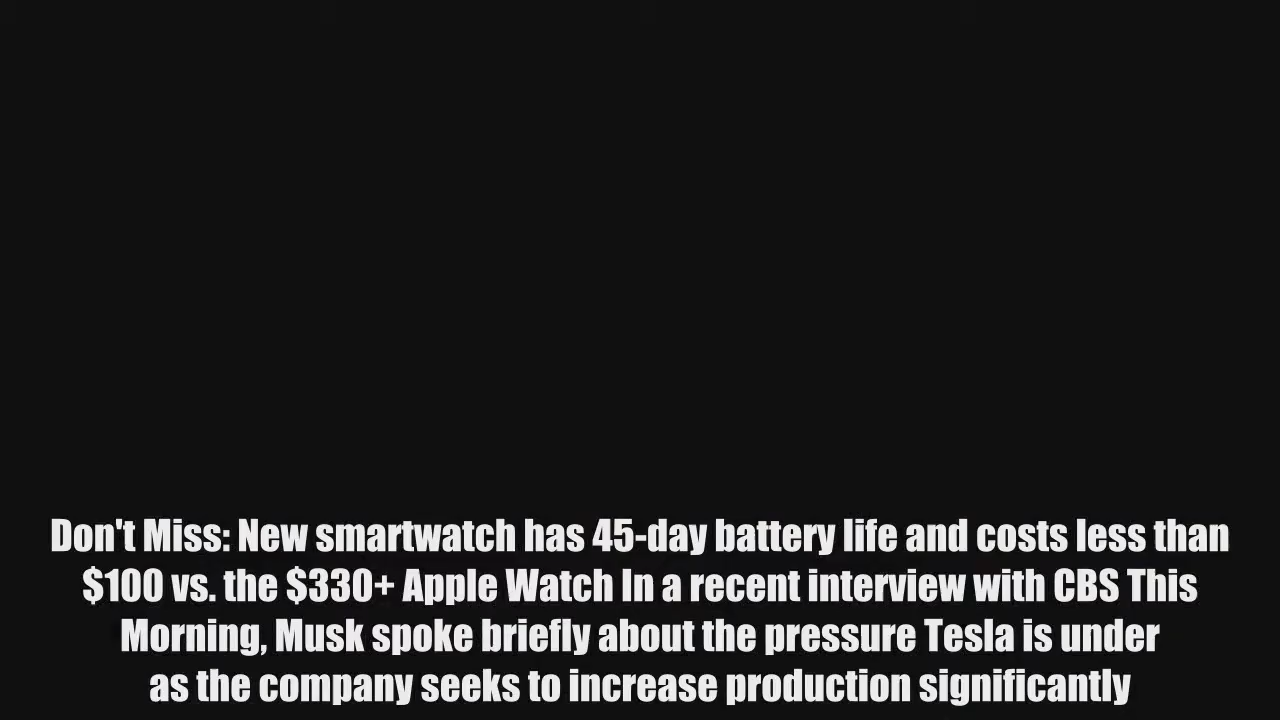 Don't Miss: New smartwatch has 45-day battery life and costs less than
$100 vs. the $330+ Apple Watch In a recent interview with CBS This
Morning, Musk spoke briefly about the pressure Tesla is under
as the company seeks to increase production significantly